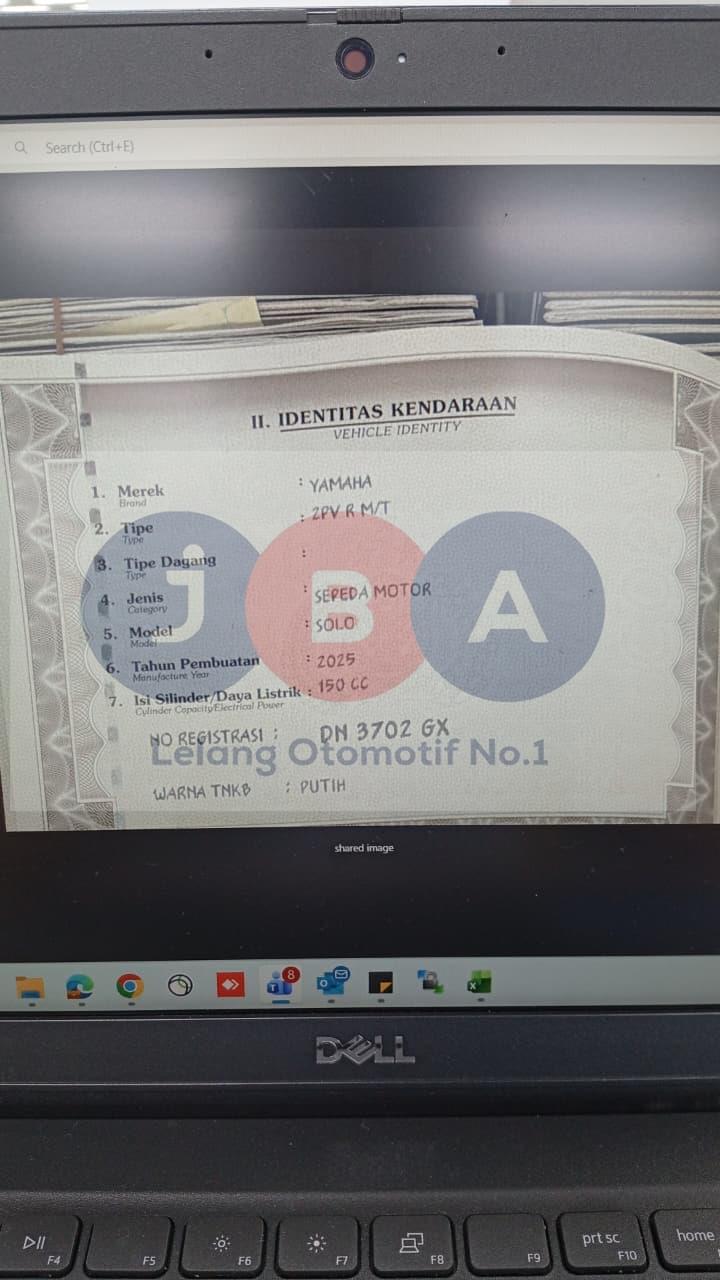 Search (Ctrl+E)
II. IDENTITAS KENDARAAN
VEHICLE IDENTITY
1. Merek : YAMAHA
Brand
2. Tipe : 2PV R M/T
Type
3. Tipe Dagang :
Type
4. Jenis : SEPEDA MOTOR
Category
5. Model : SOLO
Model
6. Tahun Pembuatan : 2025
Manufacture Year
7. Isi Silinder/Daya Listrik : 150 CC
Cylinder Capacity/Electrical Power
NO REGISTRASI : DN 3702 GX
WARNA TNKB : PUTIH
JBA
Lelang Otomotif No.1
shared image
8
DELL
F4
F5
F6
F7
F8
F9
prt sc
F10
home